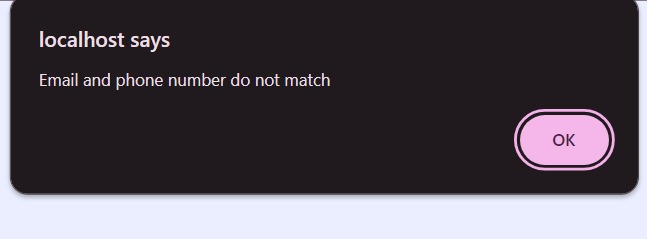 localhost says
Email and phone number do not match
OK